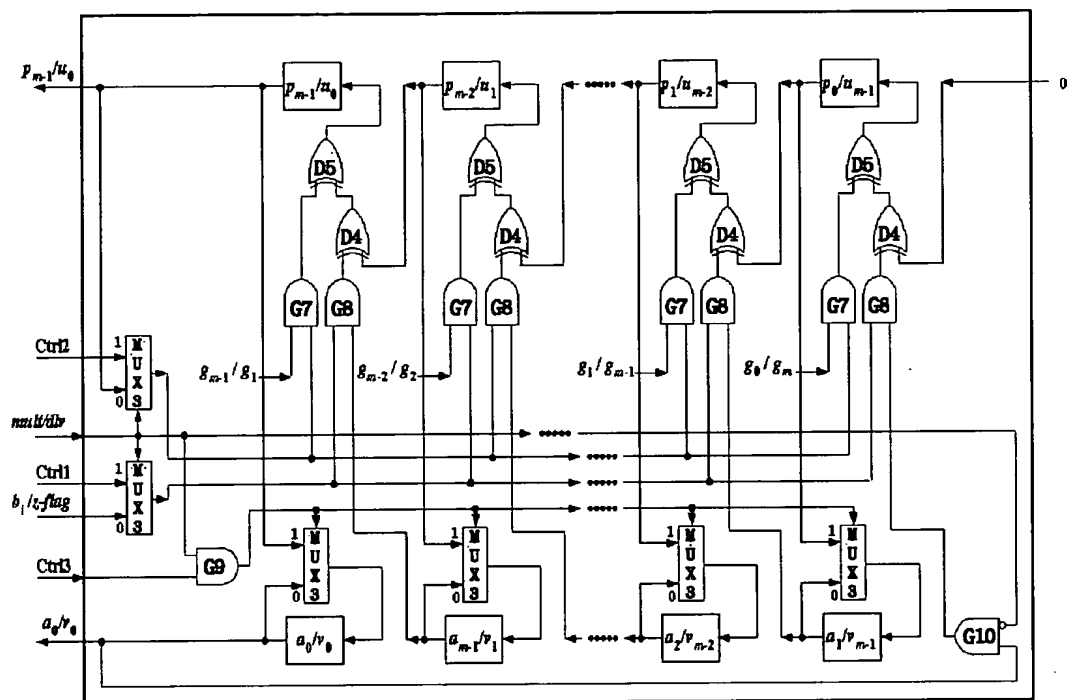 p_{m-1}/u_0
p_{m-1}/u_0
p_{m-2}/u_1
p_1/u_{m-2}
p_0/u_{m-1}
0
D5
D5
D5
D5
D4
D4
D4
D4
G7
G8
G7
G8
G7
G8
G7
G8
Ctrl2
1
MUX3
0
g_{m-1}/g_1
g_{m-2}/g_2
g_1/g_{m-1}
g_0/g_m
mult/div
Ctrl1
1
MUX3
0
b_i/z-flag
Ctrl3
G9
1
MUX3
0
1
MUX3
0
1
MUX3
0
1
MUX3
0
a_0/v_0
a_0/v_0
a_{m-1}/v_1
a_2/v_{m-2}
a_1/v_{m-1}
G10